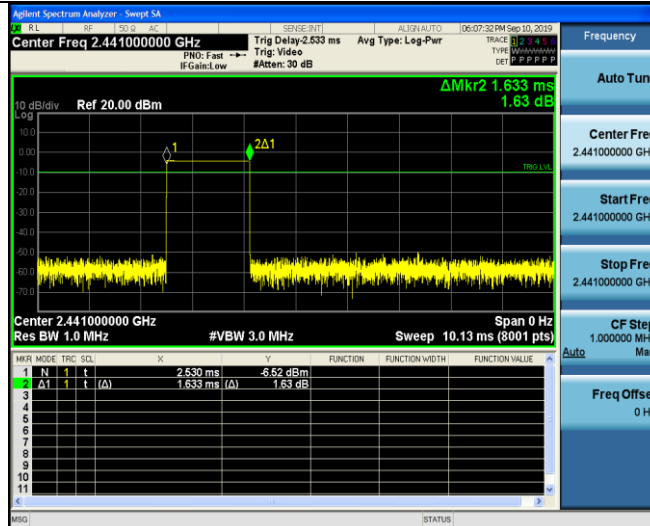 Agilent Spectrum Analyzer - Swept SA
RL RF 50 Ω AC SENSE:INT ALIGN AUTO 06:07:32 PM Sep 10, 2019
Center Freq 2.441000000 GHz
PNO: Fast
IFGain:Low
Trig Delay-2.533 ms
Trig: Video
#Atten: 30 dB
Avg Type: Log-Pwr
TRACE 1 2 3 4 5 6
TYPE
DET P P P P P P
ΔMkr2 1.633 ms
1.63 dB
10 dB/div Ref 20.00 dBm
Log
10.0
0.00
-10.0
-20.0
-30.0
-40.0
-50.0
-60.0
-70.0
1
2Δ1
TRIG LVL
Center 2.441000000 GHz Span 0 Hz
Res BW 1.0 MHz #VBW 3.0 MHz Sweep 10.13 ms (8001 pts)
MKR MODE TRC SCL X Y FUNCTION FUNCTION WIDTH FUNCTION VALUE
1 N 1 t 2.530 ms -6.52 dBm
2 Δ1 1 t (Δ) 1.633 ms (Δ) 1.63 dB
3
4
5
6
7
8
9
10
11
MSG STATUS
Frequency
Auto Tun
Center Fre
2.441000000 GH
Start Fre
2.441000000 GH
Stop Fre
2.441000000 GH
CF Step
1.000000 MH
Auto Ma
Freq Offse
0 H